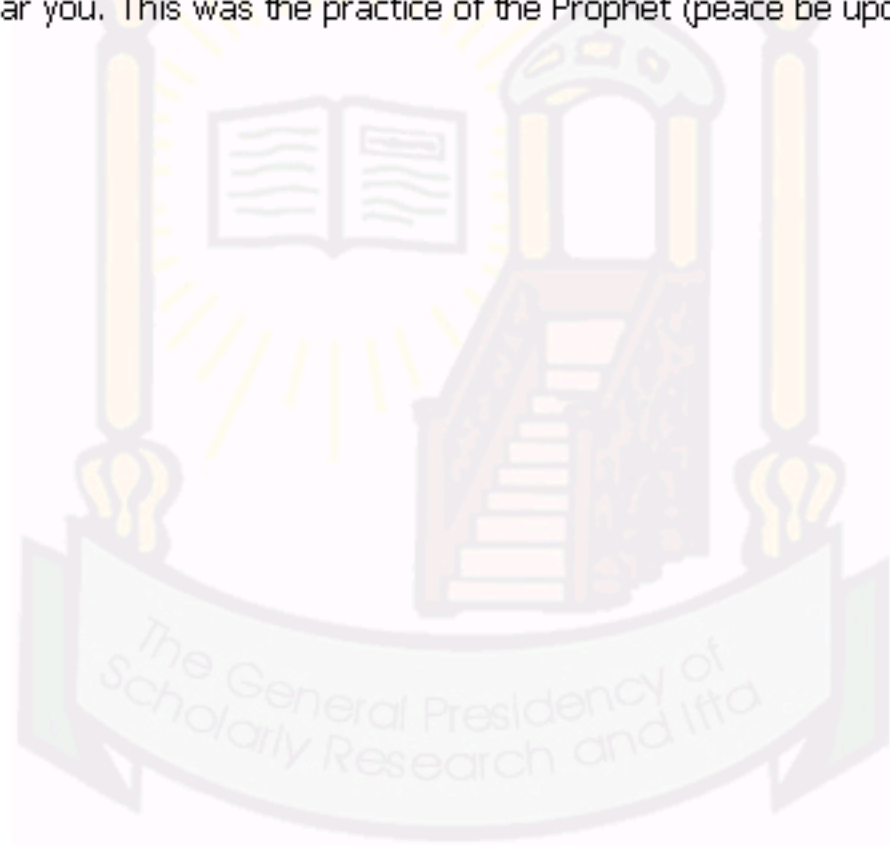 ar you. This was the practice of the Prophet (peace be upo
The General Presidency of
Scholarly Research and Ifta